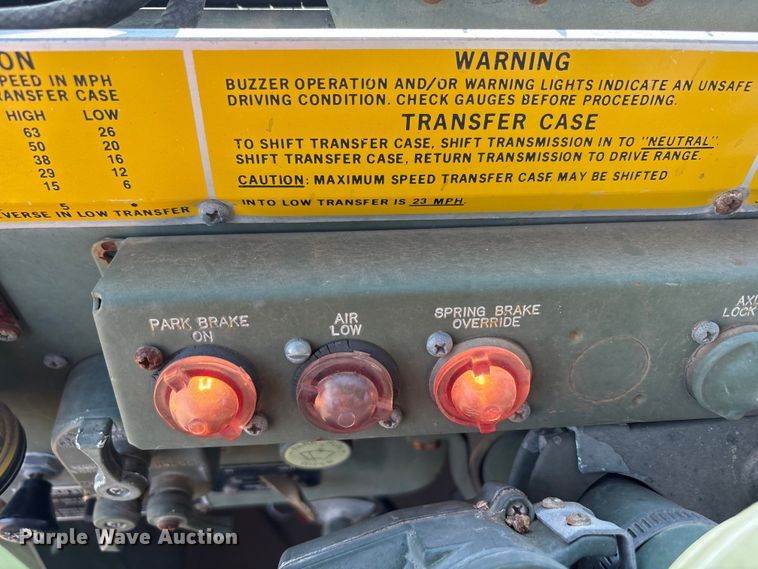 ON
SPEED IN MPH
TRANSFER CASE
HIGH LOW
63 26
50 20
38 16
29 12
15 6
5 *
REVERSE IN LOW TRANSFER
WARNING
BUZZER OPERATION AND/OR WARNING LIGHTS INDICATE AN UNSAFE
DRIVING CONDITION. CHECK GAUGES BEFORE PROCEEDING.
TRANSFER CASE
TO SHIFT TRANSFER CASE, SHIFT TRANSMISSION IN TO "NEUTRAL".
SHIFT TRANSFER CASE, RETURN TRANSMISSION TO DRIVE RANGE.
CAUTION: MAXIMUM SPEED TRANSFER CASE MAY BE SHIFTED
INTO LOW TRANSFER IS 23 MPH.
PARK BRAKE
ON
AIR
LOW
SPRING BRAKE
OVERRIDE
AXL
LOCK
Purple Wave Auction